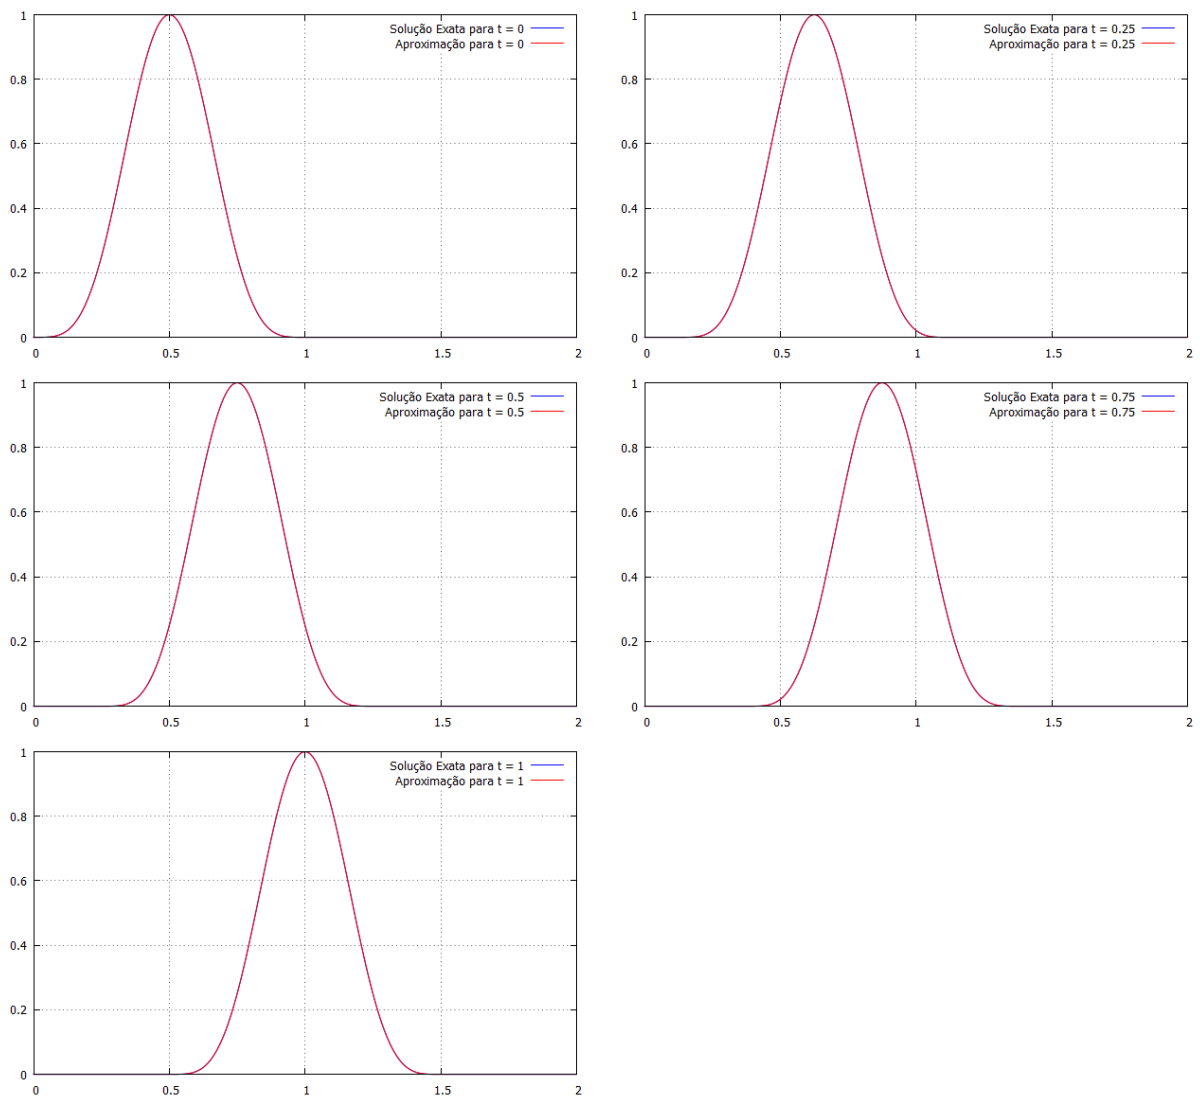 Solução Exata para t = 0
Aproximação para t = 0
1
0.8
0.6
0.4
0.2
0
0 0.5 1 1.5 2
Solução Exata para t = 0.25
Aproximação para t = 0.25
1
0.8
0.6
0.4
0.2
0
0 0.5 1 1.5 2
Solução Exata para t = 0.5
Aproximação para t = 0.5
1
0.8
0.6
0.4
0.2
0
0 0.5 1 1.5 2
Solução Exata para t = 0.75
Aproximação para t = 0.75
1
0.8
0.6
0.4
0.2
0
0 0.5 1 1.5 2
Solução Exata para t = 1
Aproximação para t = 1
1
0.8
0.6
0.4
0.2
0
0 0.5 1 1.5 2